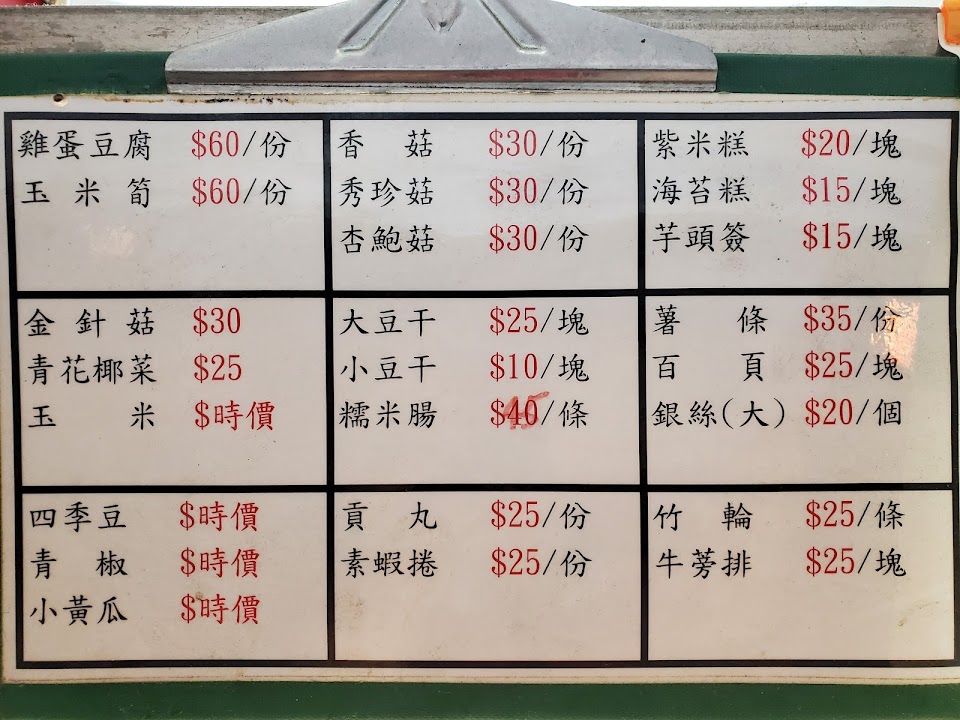 雞蛋豆腐 $60/份
玉米筍 $60/份
香菇 $30/份
秀珍菇 $30/份
杏鮑菇 $30/份
紫米糕 $20/塊
海苔糕 $15/塊
芋頭簽 $15/塊
金針菇 $30
青花椰菜 $25
玉米 $時價
大豆干 $25/塊
小豆干 $10/塊
糯米腸 $45/條
薯條 $35/份
百頁 $25/塊
銀絲(大) $20/個
四季豆 $時價
青椒 $時價
小黃瓜 $時價
貢丸 $25/份
素蝦捲 $25/份
竹輪 $25/條
牛蒡排 $25/塊